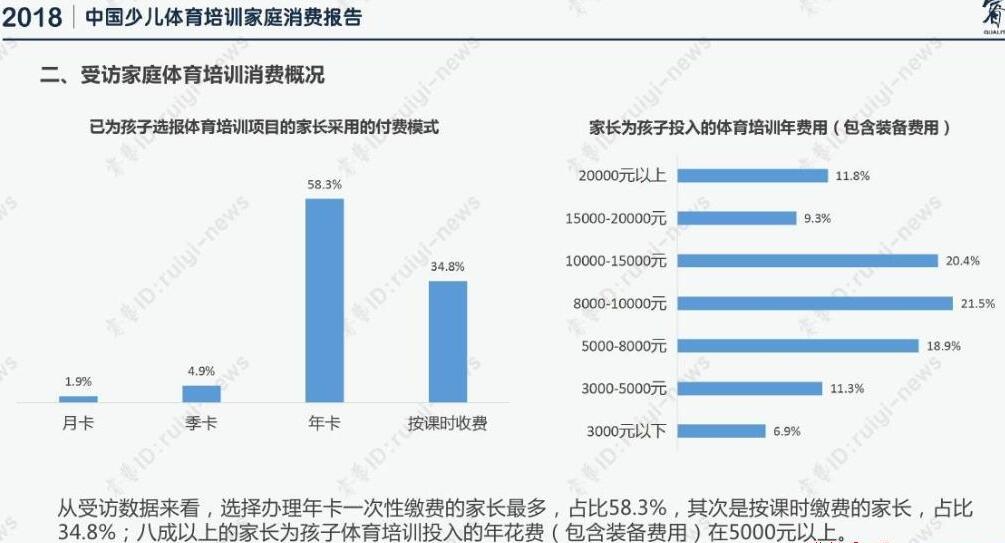 2018 中国少儿体育培训家庭消费报告
QUALIT
二、受访家庭体育培训消费概况
已为孩子选报体育培训项目的家长采用的付费模式
58.3%
34.8%
4.9%
1.9%
月卡 季卡 年卡 按课时收费
家长为孩子投入的体育培训年费用（包含装备费用）
20000元以上 11.8%
15000-20000元 9.3%
10000-15000元 20.4%
8000-10000元 21.5%
5000-8000元 18.9%
3000-5000元 11.3%
3000元以下 6.9%
从受访数据来看，选择办理年卡一次性缴费的家长最多，占比58.3%，其次是按课时缴费的家长，占比
34.8%；八成以上的家长为孩子体育培训投入的年花费（包含装备费用）在5000元以上。
ID:ruiyi-news